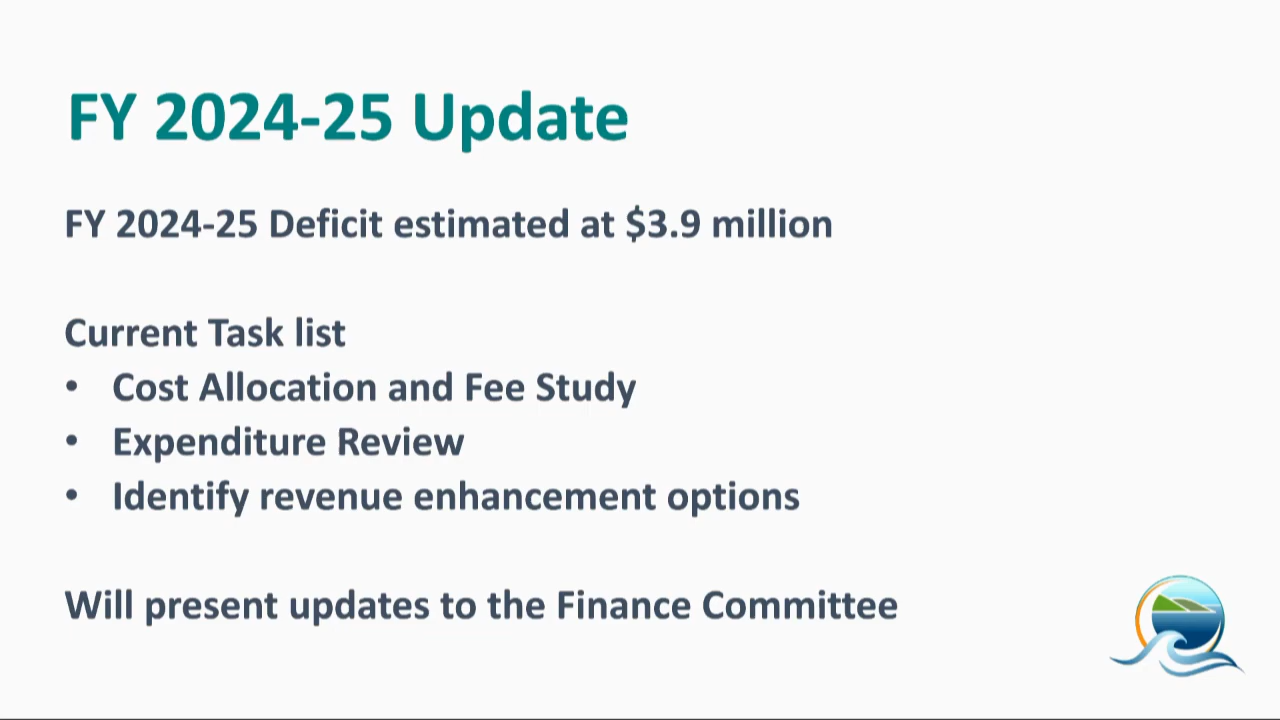 FY 2024-25 Update
FY 2024-25 Deficit estimated at $3.9 million
Current Task list
• Cost Allocation and Fee Study
• Expenditure Review
• Identify revenue enhancement options
Will present updates to the Finance Committee